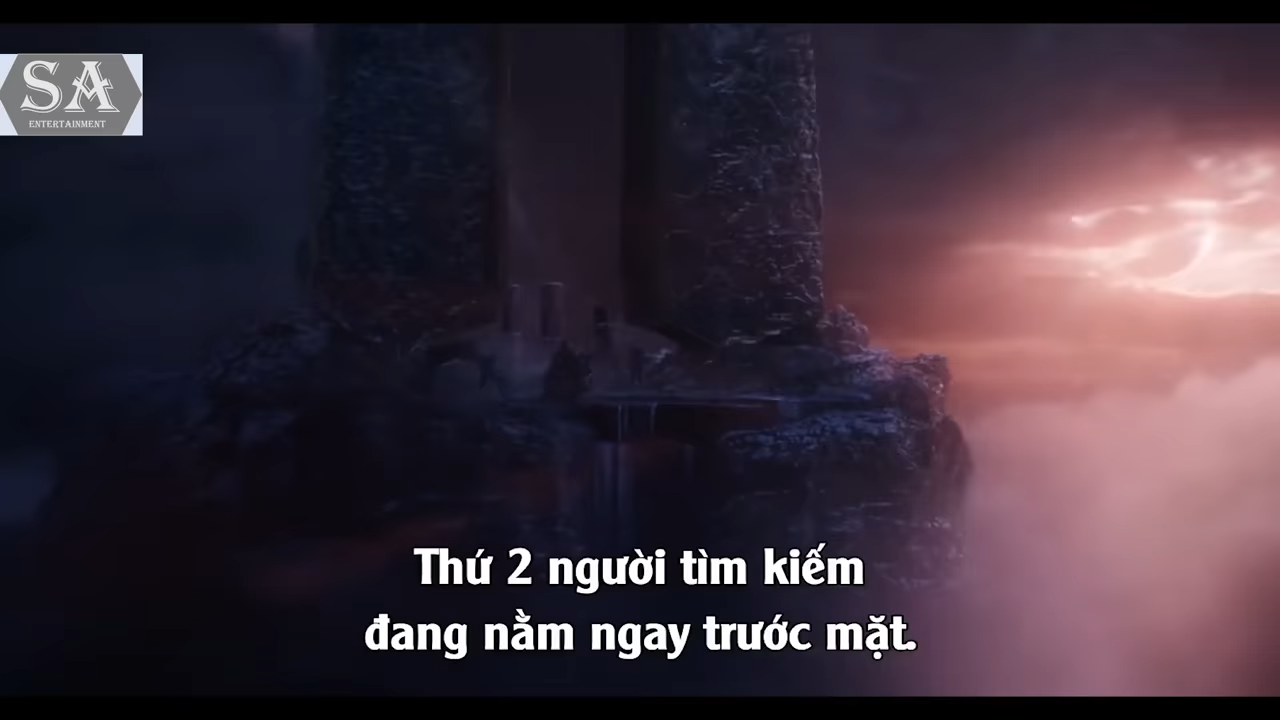 SA
ENTERTAINMENT
Thứ 2 người tìm kiếm
đang nằm ngay trước mặt.